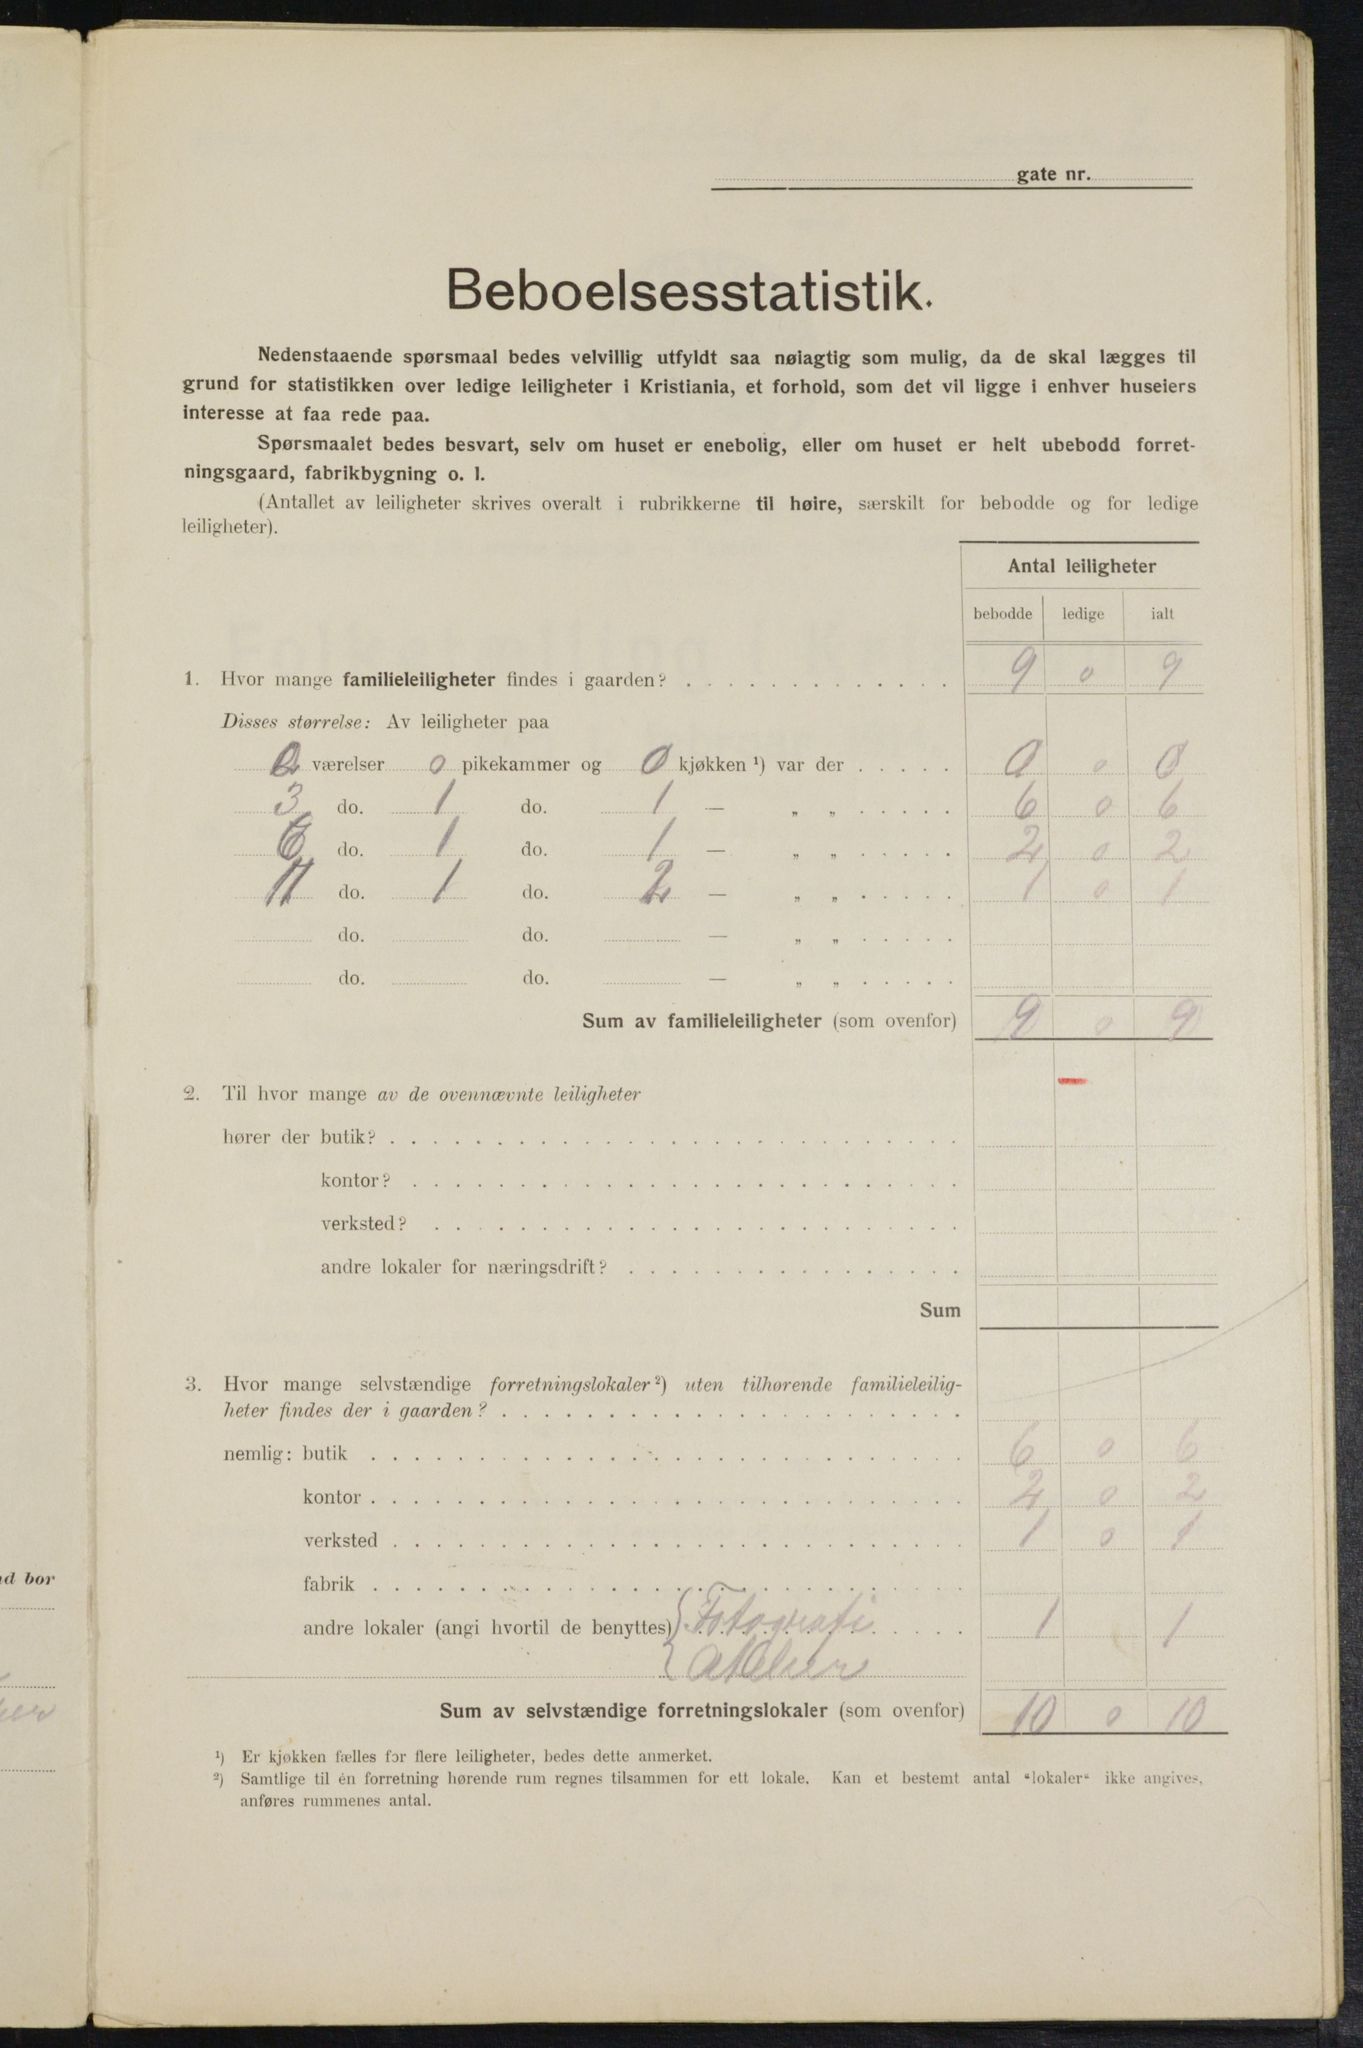 gate nr.
Beboelsesstatistik.
Nedenstaaende spørsmaal bedes velvillig utfyldt saa nøiagtig som mulig, da de skal lægges til
grund for statistikken over ledige leiligheter i Kristiania, et forhold, som det vil ligge i enhver huseiers
interesse at faa rede paa.
Spørsmaalet bedes besvart, selv om huset er enebolig, eller om huset er helt ubebodd forret-
ningsgaard, fabrikbygning o. l.
(Antallet av leiligheter skrives overalt i rubrikkerne til høire, særskilt for bebodde og for ledige
leiligheter).
Antal leiligheter
bebodde ledige ialt
1. Hvor mange familieleiligheter findes i gaarden? 9 0 9
Disses størrelse: Av leiligheter paa
værelser 0 pikekammer og 0 kjøkken ¹) var der 0 0 0
3 do. 1 do. 1 — „ „ 6 0 6
6 do. 1 do. 1 — „ „ 2 0 2
11 do. 1 do. 2 — „ „ 1 0 1
do. do. — „ „
do. do. — „ „
Sum av familieleiligheter (som ovenfor) 9 0 9
2. Til hvor mange av de ovennævnte leiligheter
hører der butik?
kontor?
verksted?
andre lokaler for næringsdrift?
Sum
3. Hvor mange selvstændige forretningslokaler ²) uten tilhørende familieleilig-
heter findes der i gaarden?
nemlig: butik 6 0 6
kontor 2 0 2
verksted 1 0 1
fabrik
andre lokaler (angi hvortil de benyttes) Fotografi 1 1
atelier
Sum av selvstændige forretningslokaler (som ovenfor) 10 0 10
¹) Er kjøkken fælles for flere leiligheter, bedes dette anmerket.
²) Samtlige til én forretning hørende rum regnes tilsammen for ett lokale. Kan et bestemt antal “lokaler“ ikke angives,
anføres rummenes antal.
bor